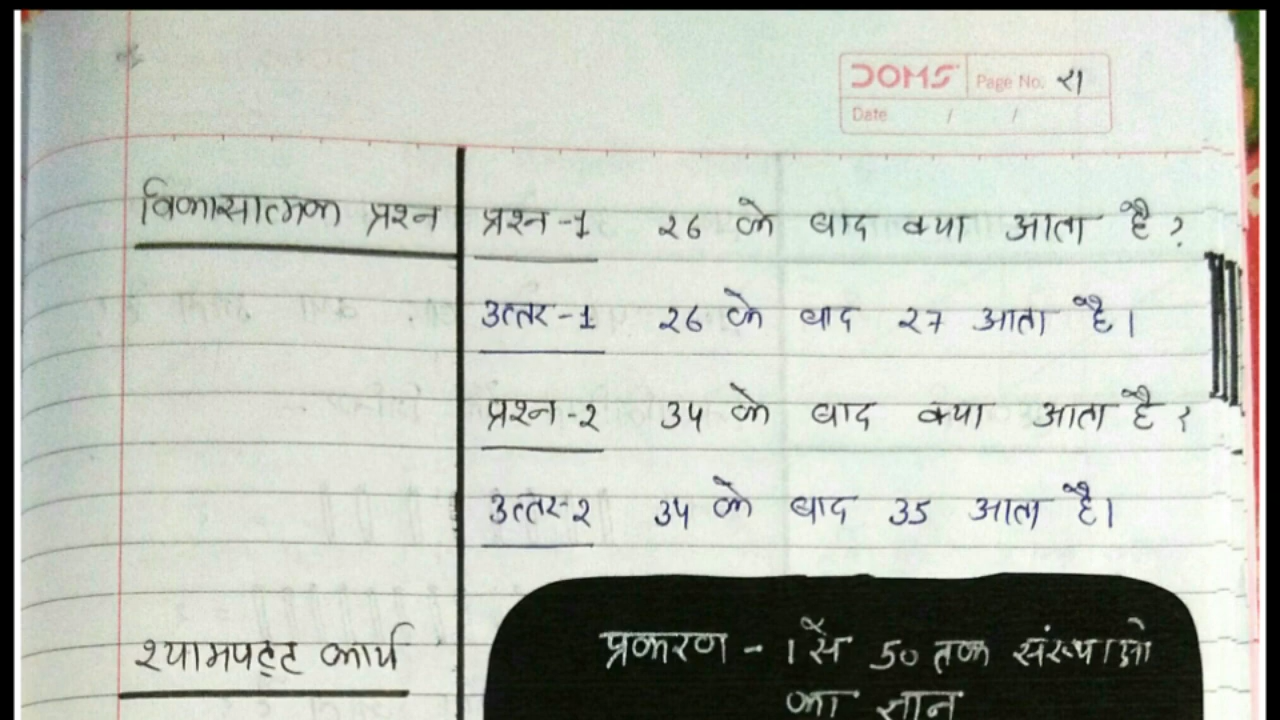 DOMS Page No. 21
Date / /
विकासात्मक प्रश्न
प्रश्न -1 26 के बाद क्या आता है ?
उत्तर -1 26 के बाद 27 आता है।
प्रश्न -2 34 के बाद क्या आता है ?
उत्तर-2 34 के बाद 35 आता है।
श्यामपट्ट कार्य
प्रकरण - 1 से 50 तक संख्याओ
का ज्ञान